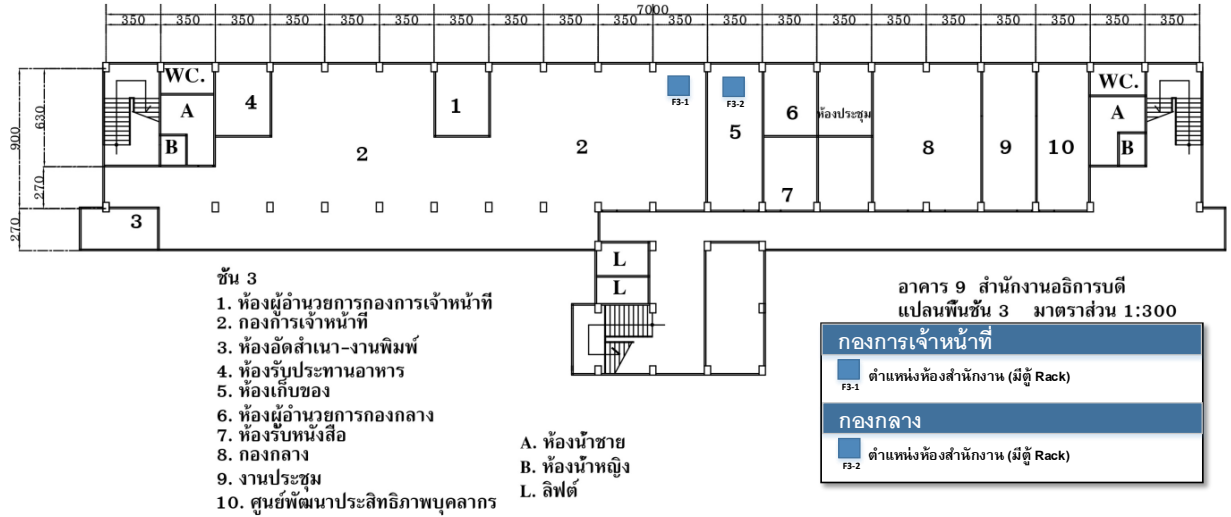 7000
350 350 350 350 350 350 350 350 350 350 350 350 350 350 350 350 350 350 350 350
900 630 270 270
WC. WC.
A 4 1 F3-1 F3-2 6 ห้องประชุม A
B 2 2 5 8 9 10 B
7
3
L
L
ชั้น 3
1. ห้องผู้อำนวยการกองการเจ้าหน้าที่
2. กองการเจ้าหน้าที่
3. ห้องอัดสำเนา-งานพิมพ์
4. ห้องรับประทานอาหาร
5. ห้องเก็บของ
6. ห้องผู้อำนวยการกองกลาง
7. ห้องรับหนังสือ
8. กองกลาง
9. งานประชุม
10. ศูนย์พัฒนาประสิทธิภาพบุคลากร
A. ห้องน้ำชาย
B. ห้องน้ำหญิง
L. ลิฟต์
อาคาร 9 สำนักงานอธิการบดี
แปลนพื้นชั้น 3 มาตราส่วน 1:300
กองการเจ้าหน้าที่
F3-1 ตำแหน่งห้องสำนักงาน (มีตู้ Rack)
กองกลาง
F3-2 ตำแหน่งห้องสำนักงาน (มีตู้ Rack)